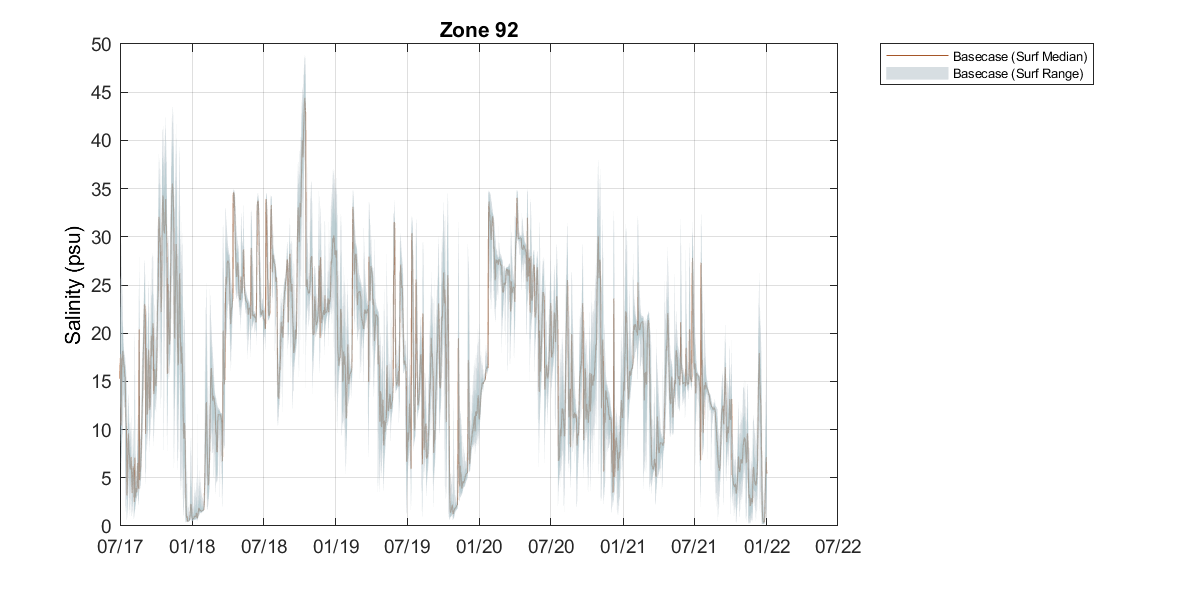 Zone 92
Basecase (Surf Median)
Basecase (Surf Range)
Salinity (psu)
50
45
40
35
30
25
20
15
10
5
0
07/17 01/18 07/18 01/19 07/19 01/20 07/20 01/21 07/21 01/22 07/22